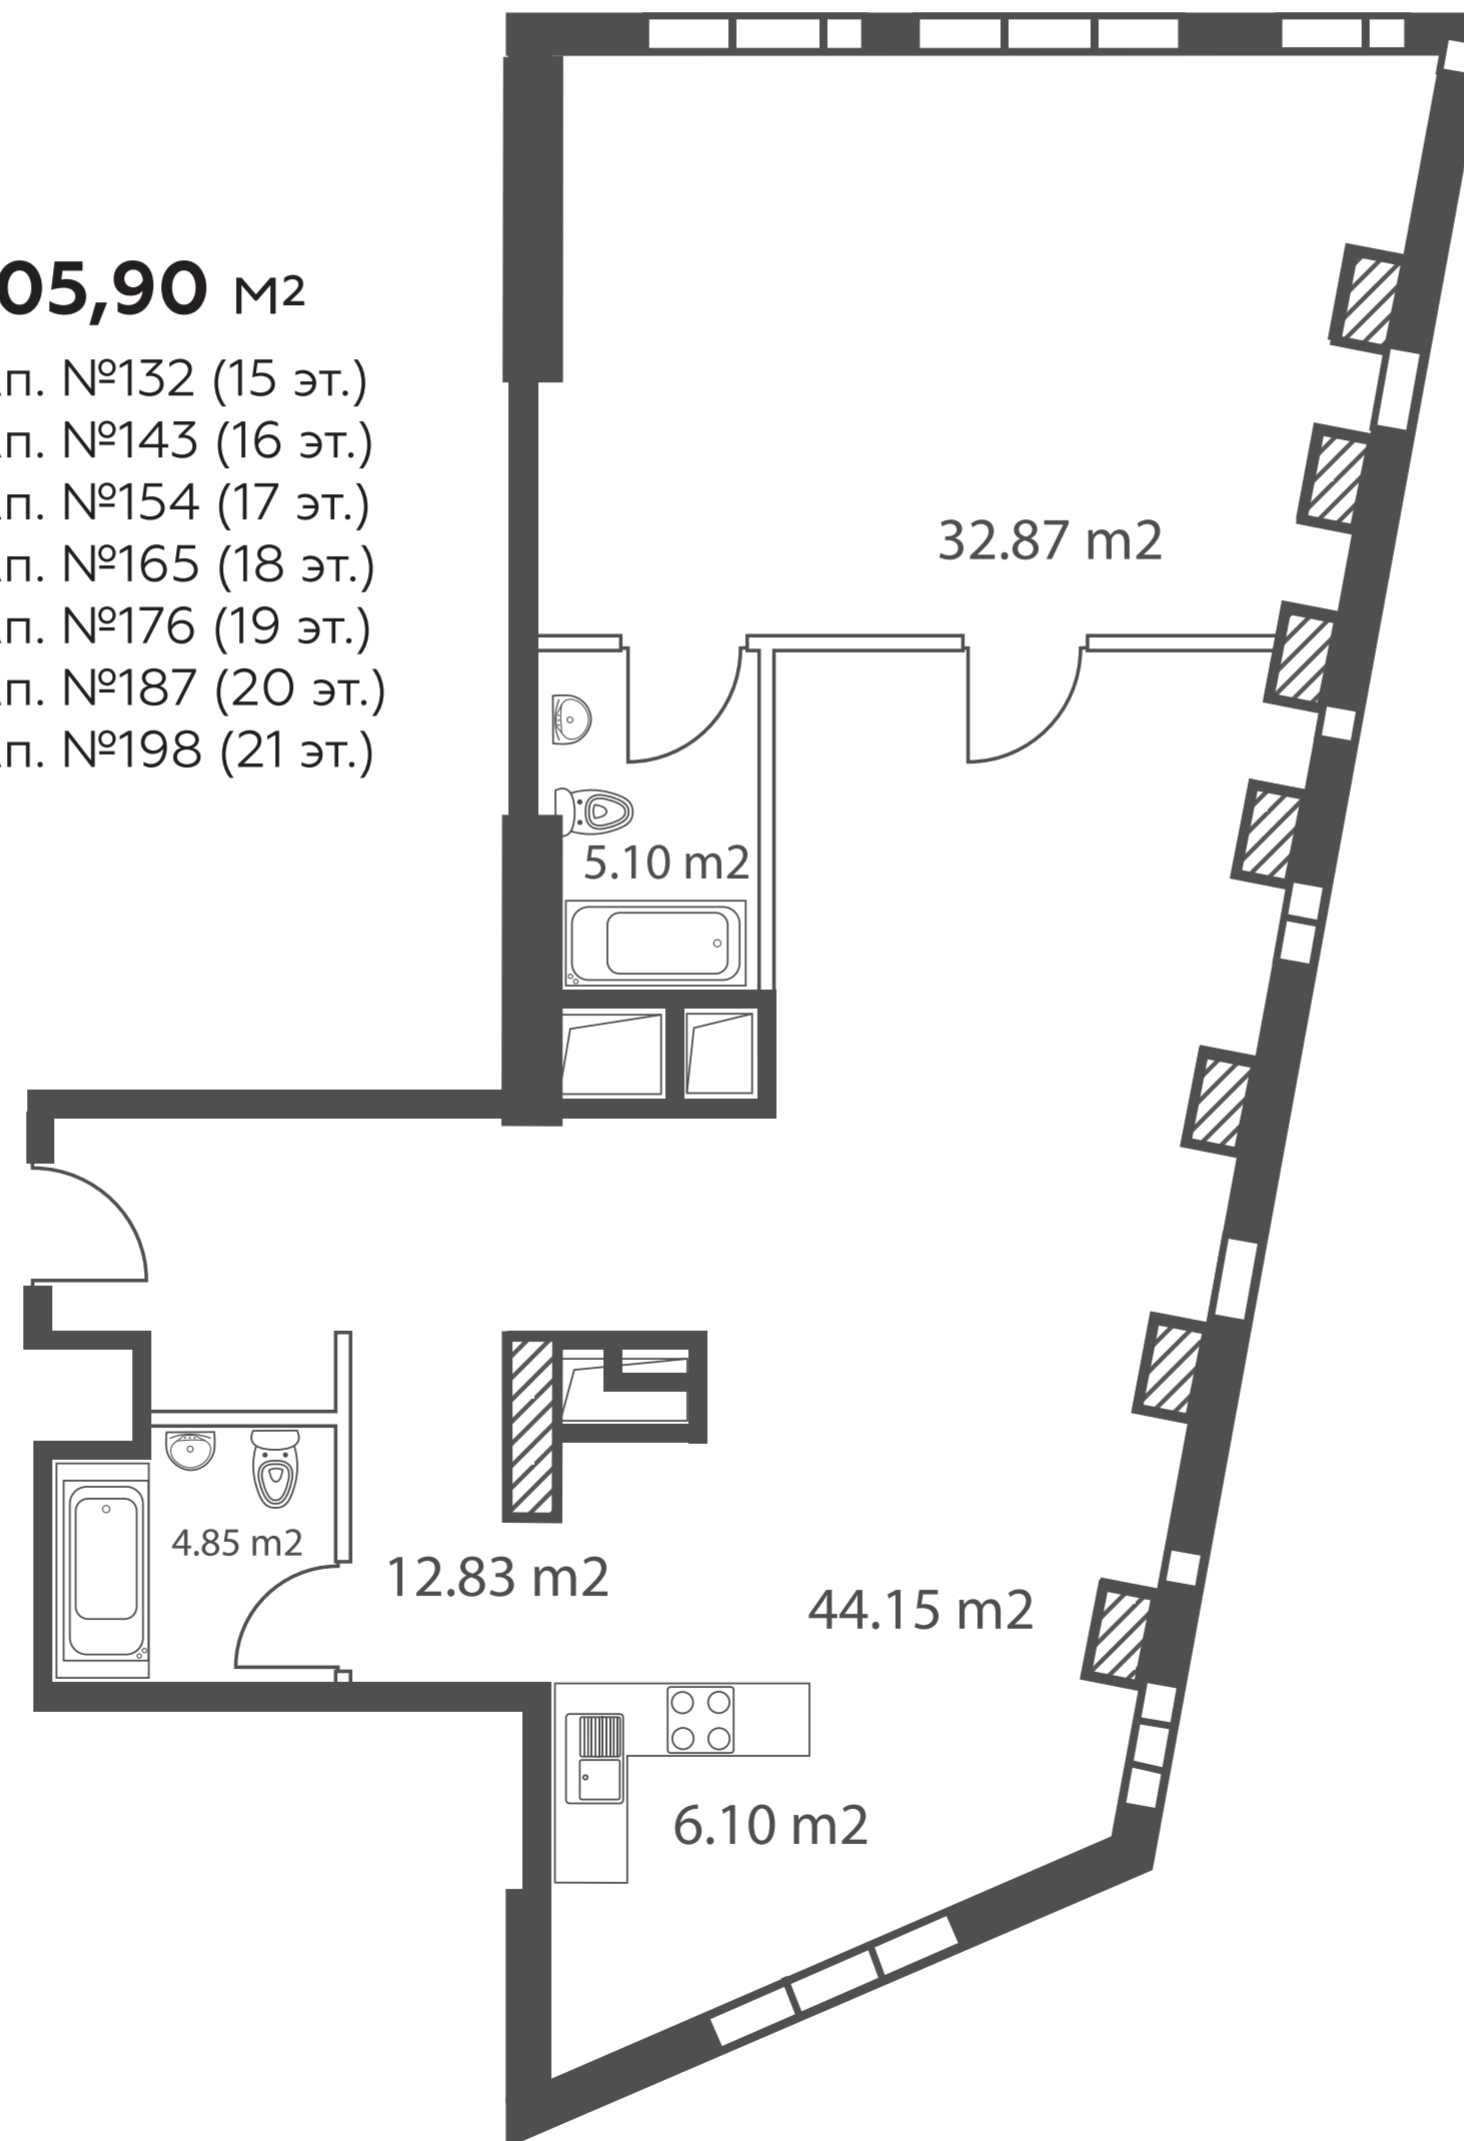 05,90 м²
п. №132 (15 эт.)
п. №143 (16 эт.)
п. №154 (17 эт.)
п. №165 (18 эт.)
п. №176 (19 эт.)
п. №187 (20 эт.)
п. №198 (21 эт.)
32.87 m2
5.10 m2
4.85 m2
12.83 m2
44.15 m2
6.10 m2